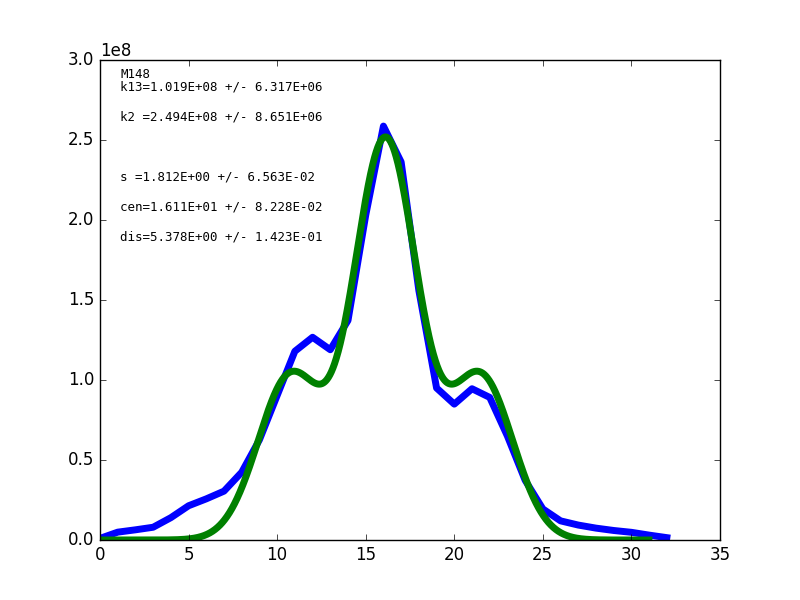 1e8
M148
k13=1.019E+08 +/- 6.317E+06
k2 =2.494E+08 +/- 8.651E+06
s =1.812E+00 +/- 6.563E-02
cen=1.611E+01 +/- 8.228E-02
dis=5.378E+00 +/- 1.423E-01
3.0
2.5
2.0
1.5
1.0
0.5
0.0
0 5 10 15 20 25 30 35